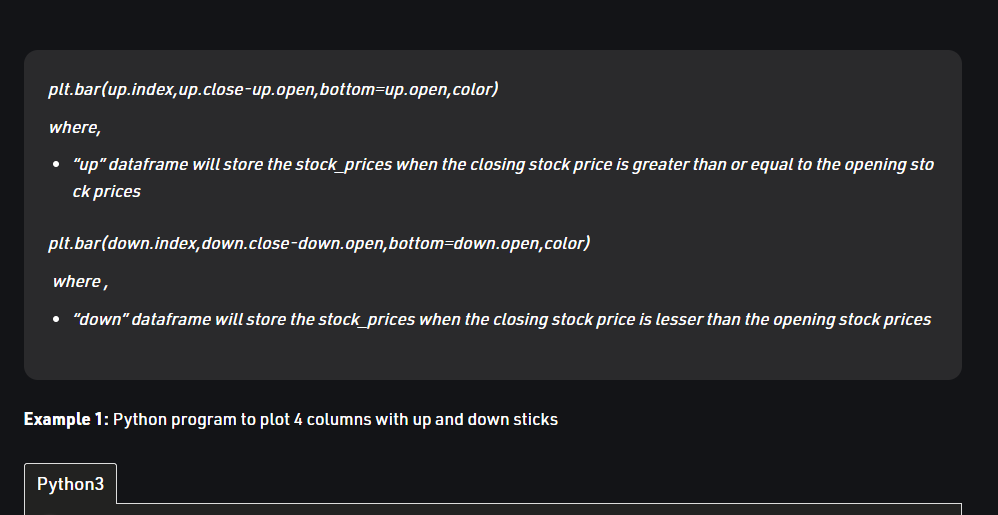 plt.bar(up.index,up.close-up.open,bottom=up.open,color)
where,
• “up” dataframe will store the stock_prices when the closing stock price is greater than or equal to the opening sto
ck prices
plt.bar(down.index,down.close-down.open,bottom=down.open,color)
where ,
• “down” dataframe will store the stock_prices when the closing stock price is lesser than the opening stock prices
Example 1: Python program to plot 4 columns with up and down sticks
Python3